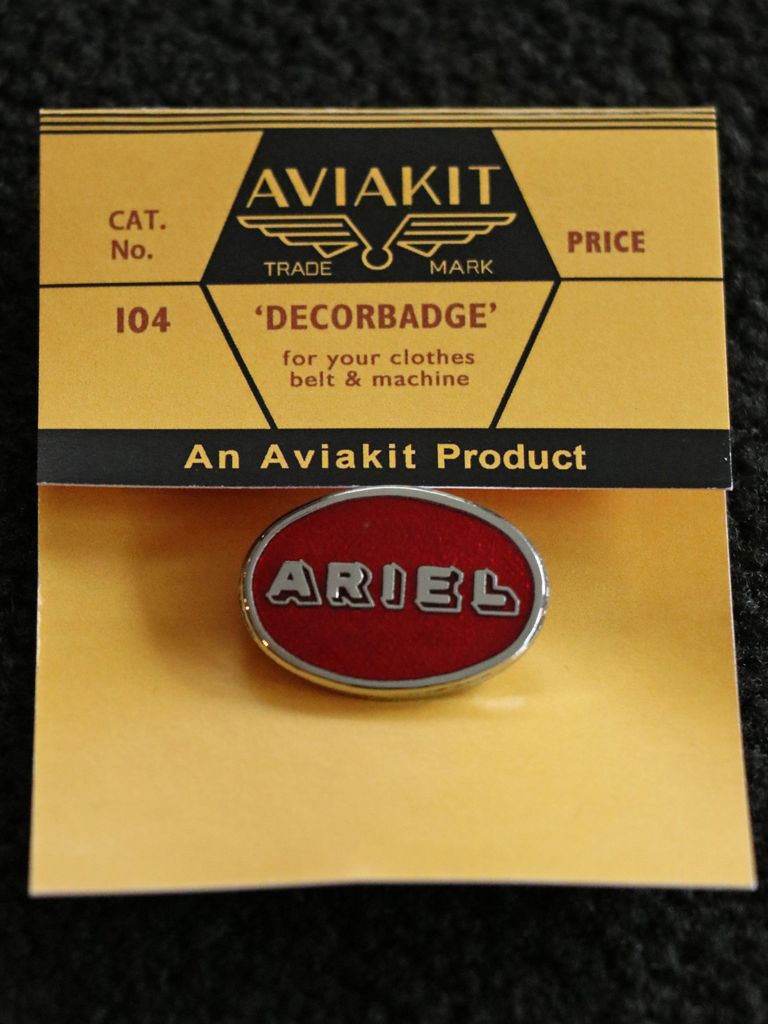 AVIAKIT
TRADE MARK
CAT.
No.
PRICE
104
'DECORBADGE'
for your clothes
belt & machine
An Aviakit Product
ARIEL